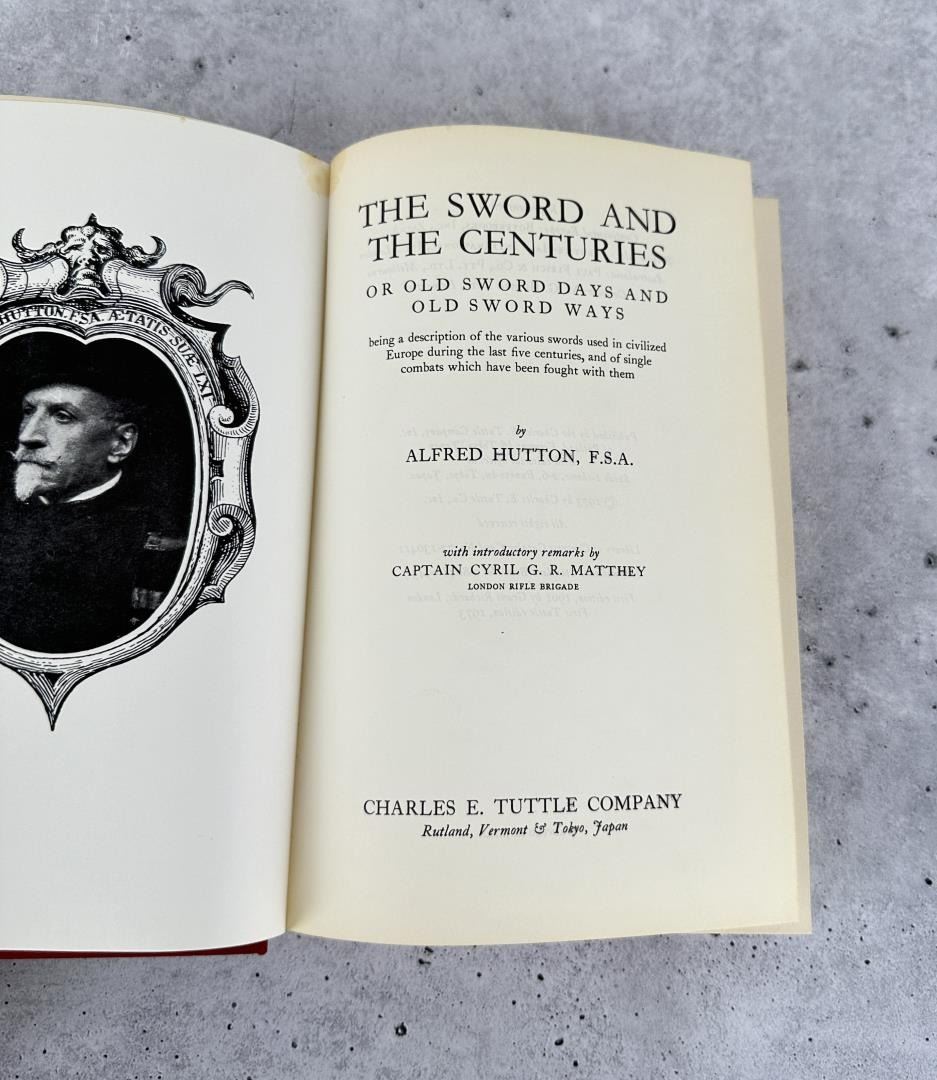 HUTTON. F.S.A. ÆTATIS. SUÆ. LXI
THE SWORD AND
THE CENTURIES
OR OLD SWORD DAYS AND
OLD SWORD WAYS
being a description of the various swords used in civilized
Europe during the last five centuries, and of single
combats which have been fought with them
by
ALFRED HUTTON, F.S.A.
with introductory remarks by
CAPTAIN CYRIL G. R. MATTHEY
LONDON RIFLE BRIGADE
CHARLES E. TUTTLE COMPANY
Rutland, Vermont & Tokyo, Japan